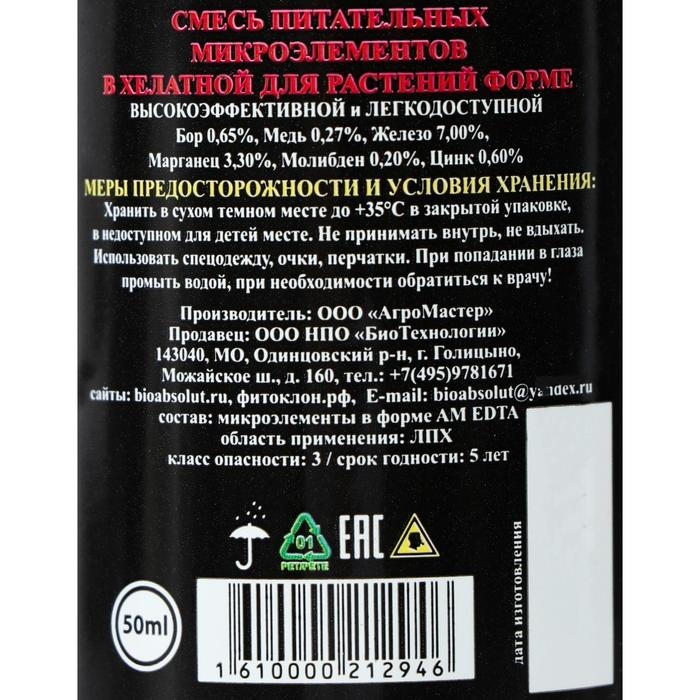 СМЕСЬ ПИТАТЕЛЬНЫХ
МИКРОЭЛЕМЕНТОВ
В ХЕЛАТНОЙ ДЛЯ РАСТЕНИЙ ФОРМЕ
ВЫСОКОЭФФЕКТИВНОЙ и ЛЕГКОДОСТУПНОЙ
Бор 0,65%, Медь 0,27%, Железо 7,00%,
Марганец 3,30%, Молибден 0,20%, Цинк 0,60%
МЕРЫ ПРЕДОСТОРОЖНОСТИ И УСЛОВИЯ ХРАНЕНИЯ:
Хранить в сухом темном месте до +35°С в закрытой упаковке,
в недоступном для детей месте. Не принимать внутрь, не вдыхать.
Использовать спецодежду, очки, перчатки. При попадании в глаза
промыть водой, при необходимости обратиться к врачу!
Производитель: ООО «АгроМастер»
Продавец: ООО НПО «БиоТехнологии»
143040, МО, Одинцовский р-н, г. Голицыно,
Можайское ш., д. 160, тел.: +7(495)9781671
сайты: bioabsolut.ru, фитоклон.рф, E-mail: bioabsolut@yandex.ru
состав: микроэлементы в форме AM EDTA
область применения: ЛПХ
класс опасности: 3 / срок годности: 5 лет
01
PET/PETE
EAC
50ml
1610000212946
дата изготовления